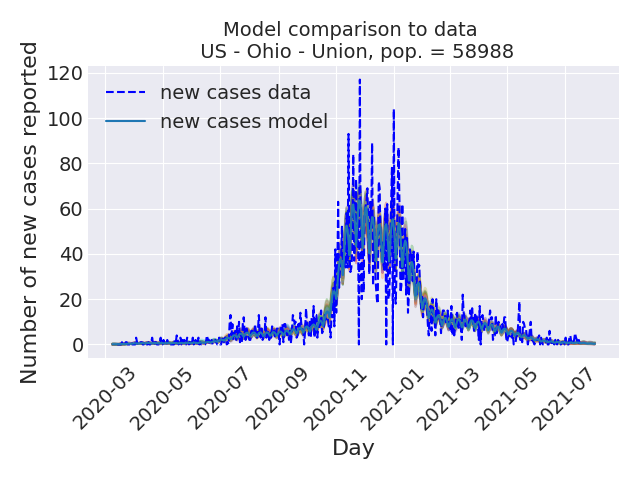 Model comparison to data
US - Ohio - Union, pop. = 58988
Number of new cases reported
120
100
80
60
40
20
0
new cases data
new cases model
2020-03
2020-05
2020-07
2020-09
2020-11
2021-01
2021-03
2021-05
2021-07
Day